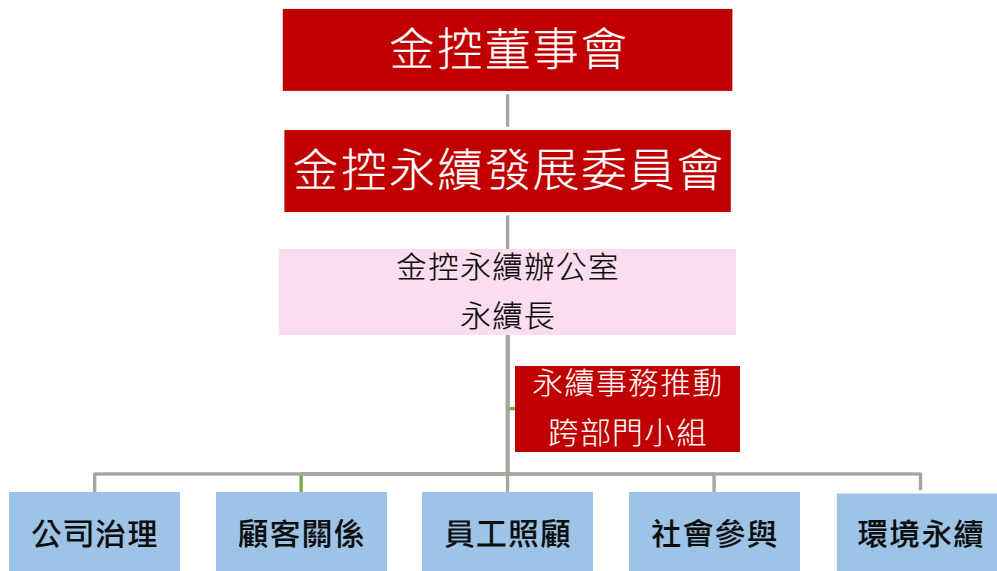 金控董事會
金控永續發展委員會
金控永續辦公室
永續長
永續事務推動
跨部門小組
公司治理
顧客關係
員工照顧
社會參與
環境永續